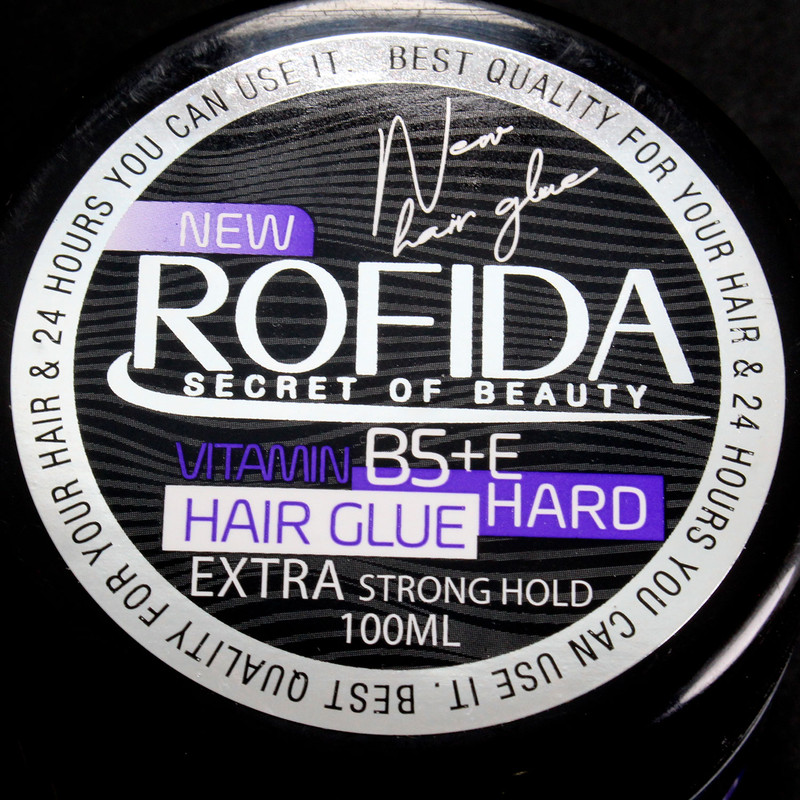 BEST QUALITY FOR YOUR HAIR & 24 HOURS YOU CAN USE IT. BEST QUALITY FOR YOUR HAIR & 24 HOURS YOU CAN USE IT.
New
hair glue
NEW
ROFIDA
SECRET OF BEAUTY
VITAMIN B5+E
HARD
HAIR GLUE
EXTRA STRONG HOLD
100ML